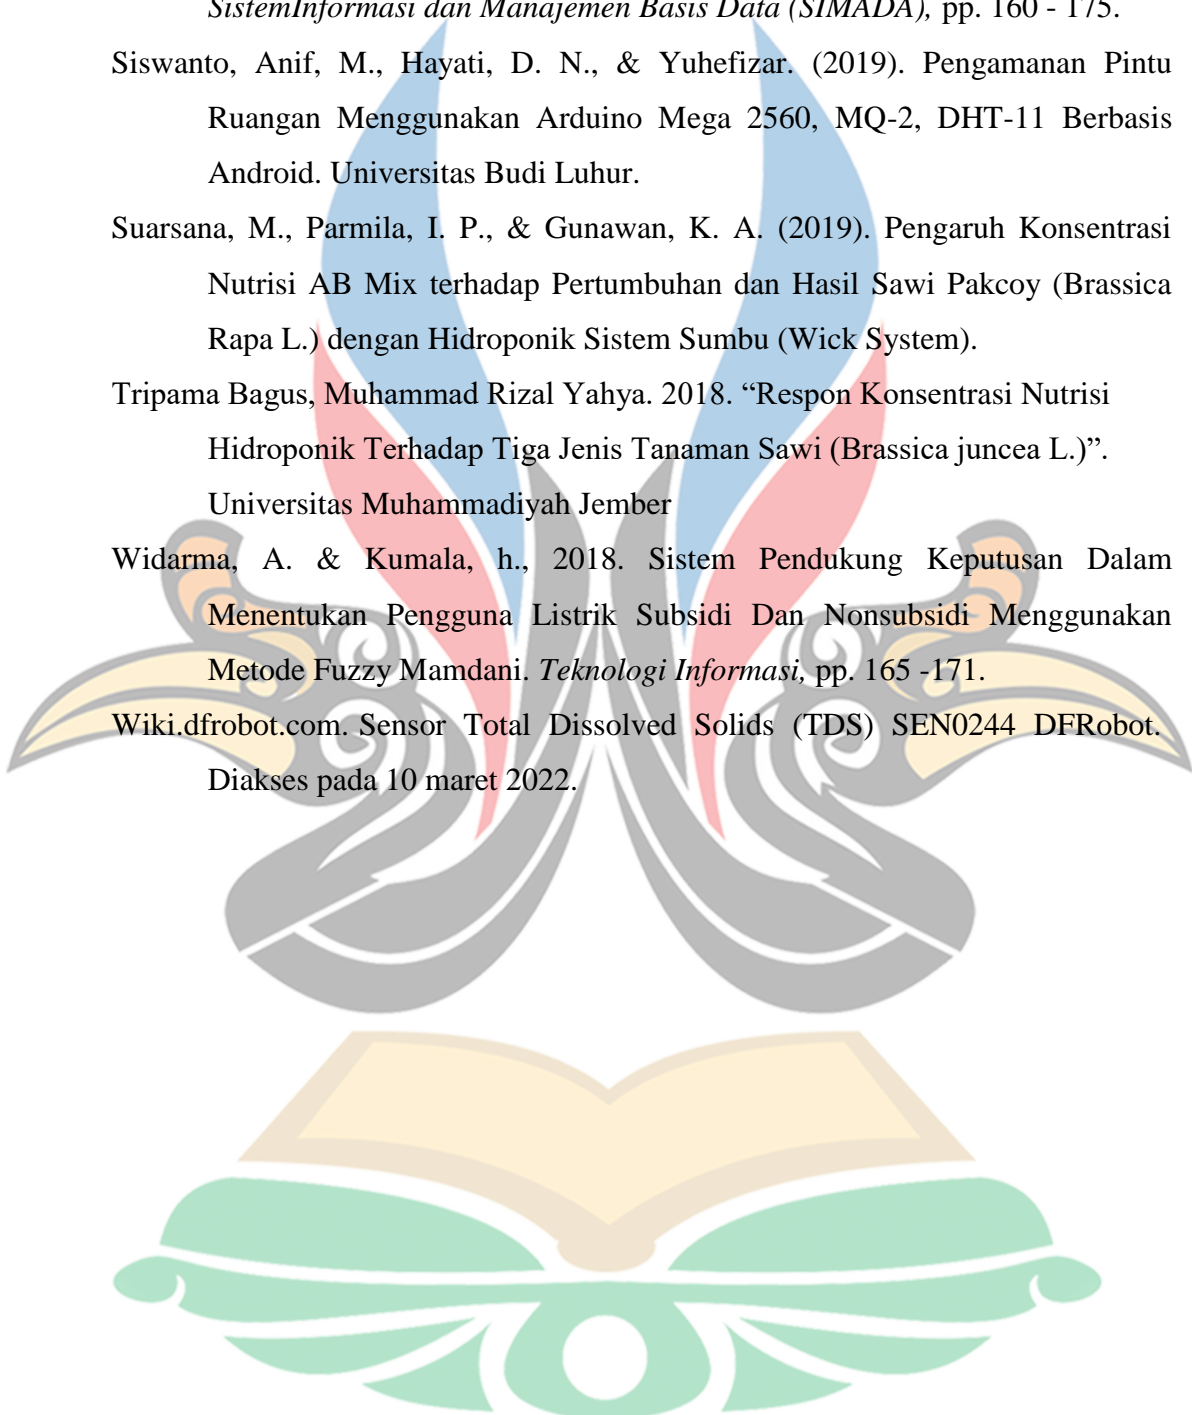 SistemInformasi dan Manajemen Basis Data (SIMADA), pp. 160 - 175.
Siswanto, Anif, M., Hayati, D. N., & Yuhefizar. (2019). Pengamanan Pintu
Ruangan Menggunakan Arduino Mega 2560, MQ-2, DHT-11 Berbasis
Android. Universitas Budi Luhur.
Suarsana, M., Parmila, I. P., & Gunawan, K. A. (2019). Pengaruh Konsentrasi
Nutrisi AB Mix terhadap Pertumbuhan dan Hasil Sawi Pakcoy (Brassica
Rapa L.) dengan Hidroponik Sistem Sumbu (Wick System).
Tripama Bagus, Muhammad Rizal Yahya. 2018. “Respon Konsentrasi Nutrisi
Hidroponik Terhadap Tiga Jenis Tanaman Sawi (Brassica juncea L.)”.
Universitas Muhammadiyah Jember
Widarma, A. & Kumala, h., 2018. Sistem Pendukung Keputusan Dalam
Menentukan Pengguna Listrik Subsidi Dan Nonsubsidi Menggunakan
Metode Fuzzy Mamdani. Teknologi Informasi, pp. 165 -171.
Wiki.dfrobot.com. Sensor Total Dissolved Solids (TDS) SEN0244 DFRobot.
Diakses pada 10 maret 2022.